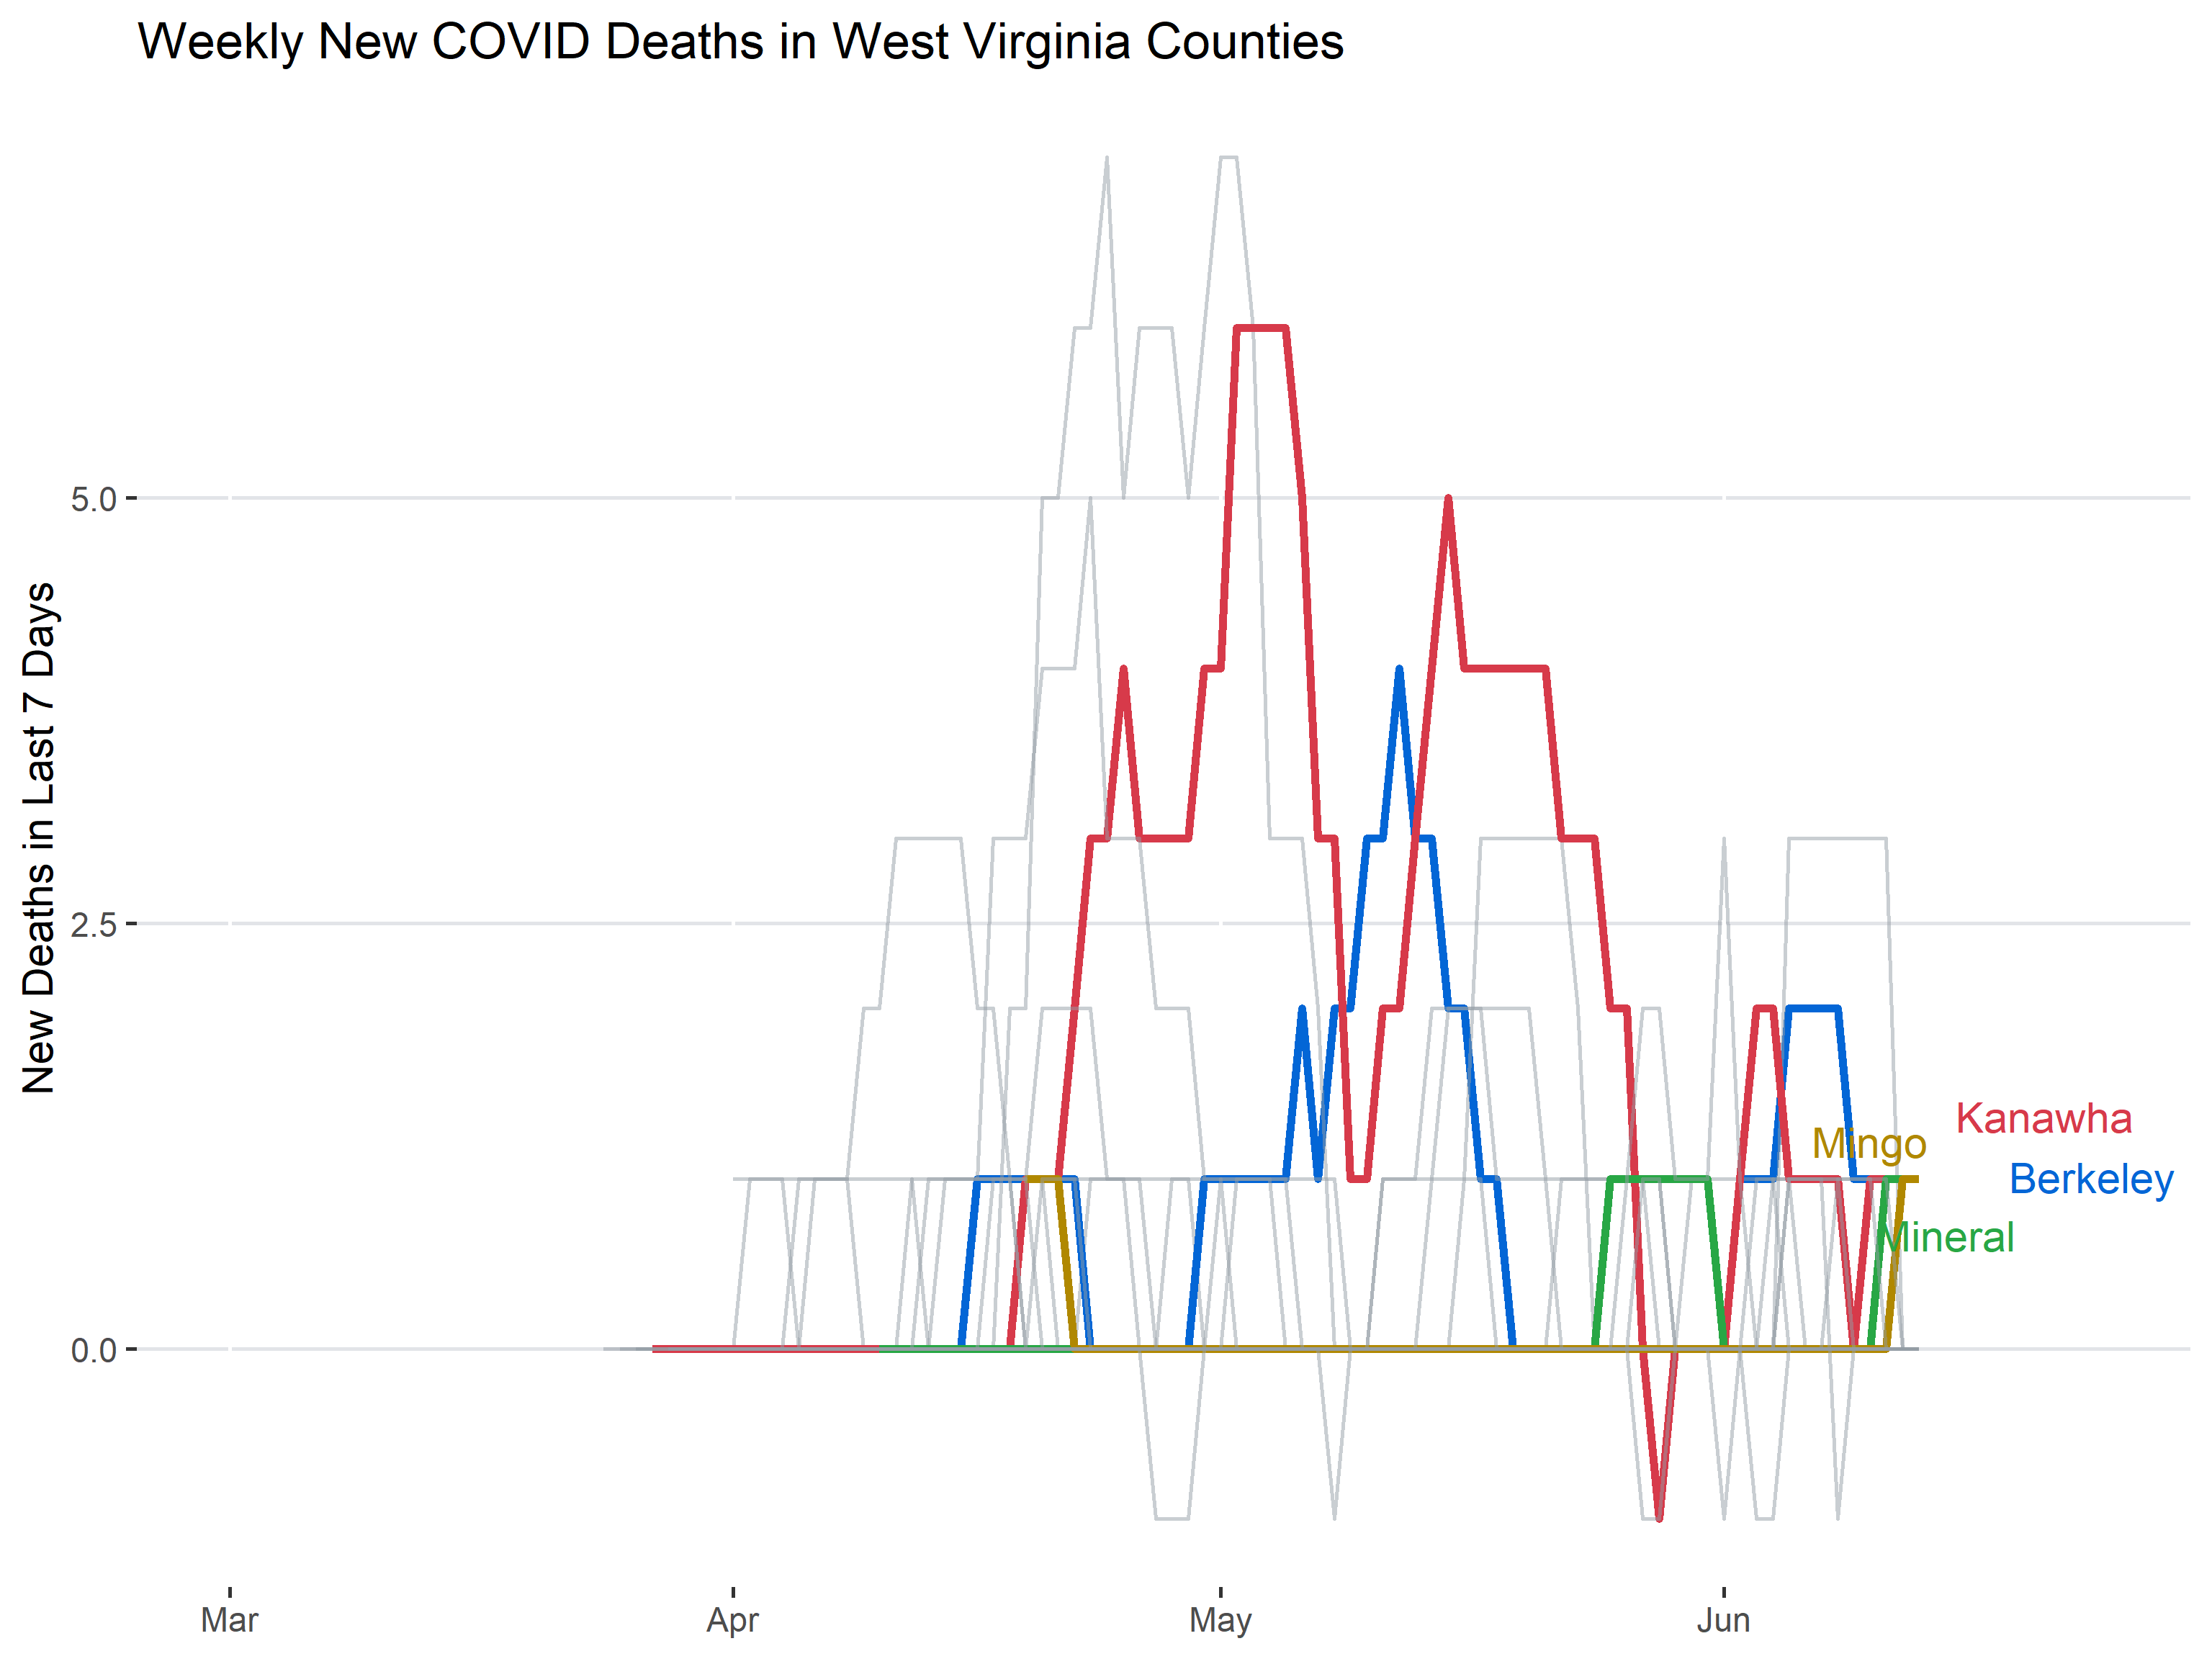 Weekly New COVID Deaths in West Virginia Counties
New Deaths in Last 7 Days
5.0
2.5
0.0
Kanawha
Mingo
Berkeley
Mineral
Mar
Apr
May
Jun